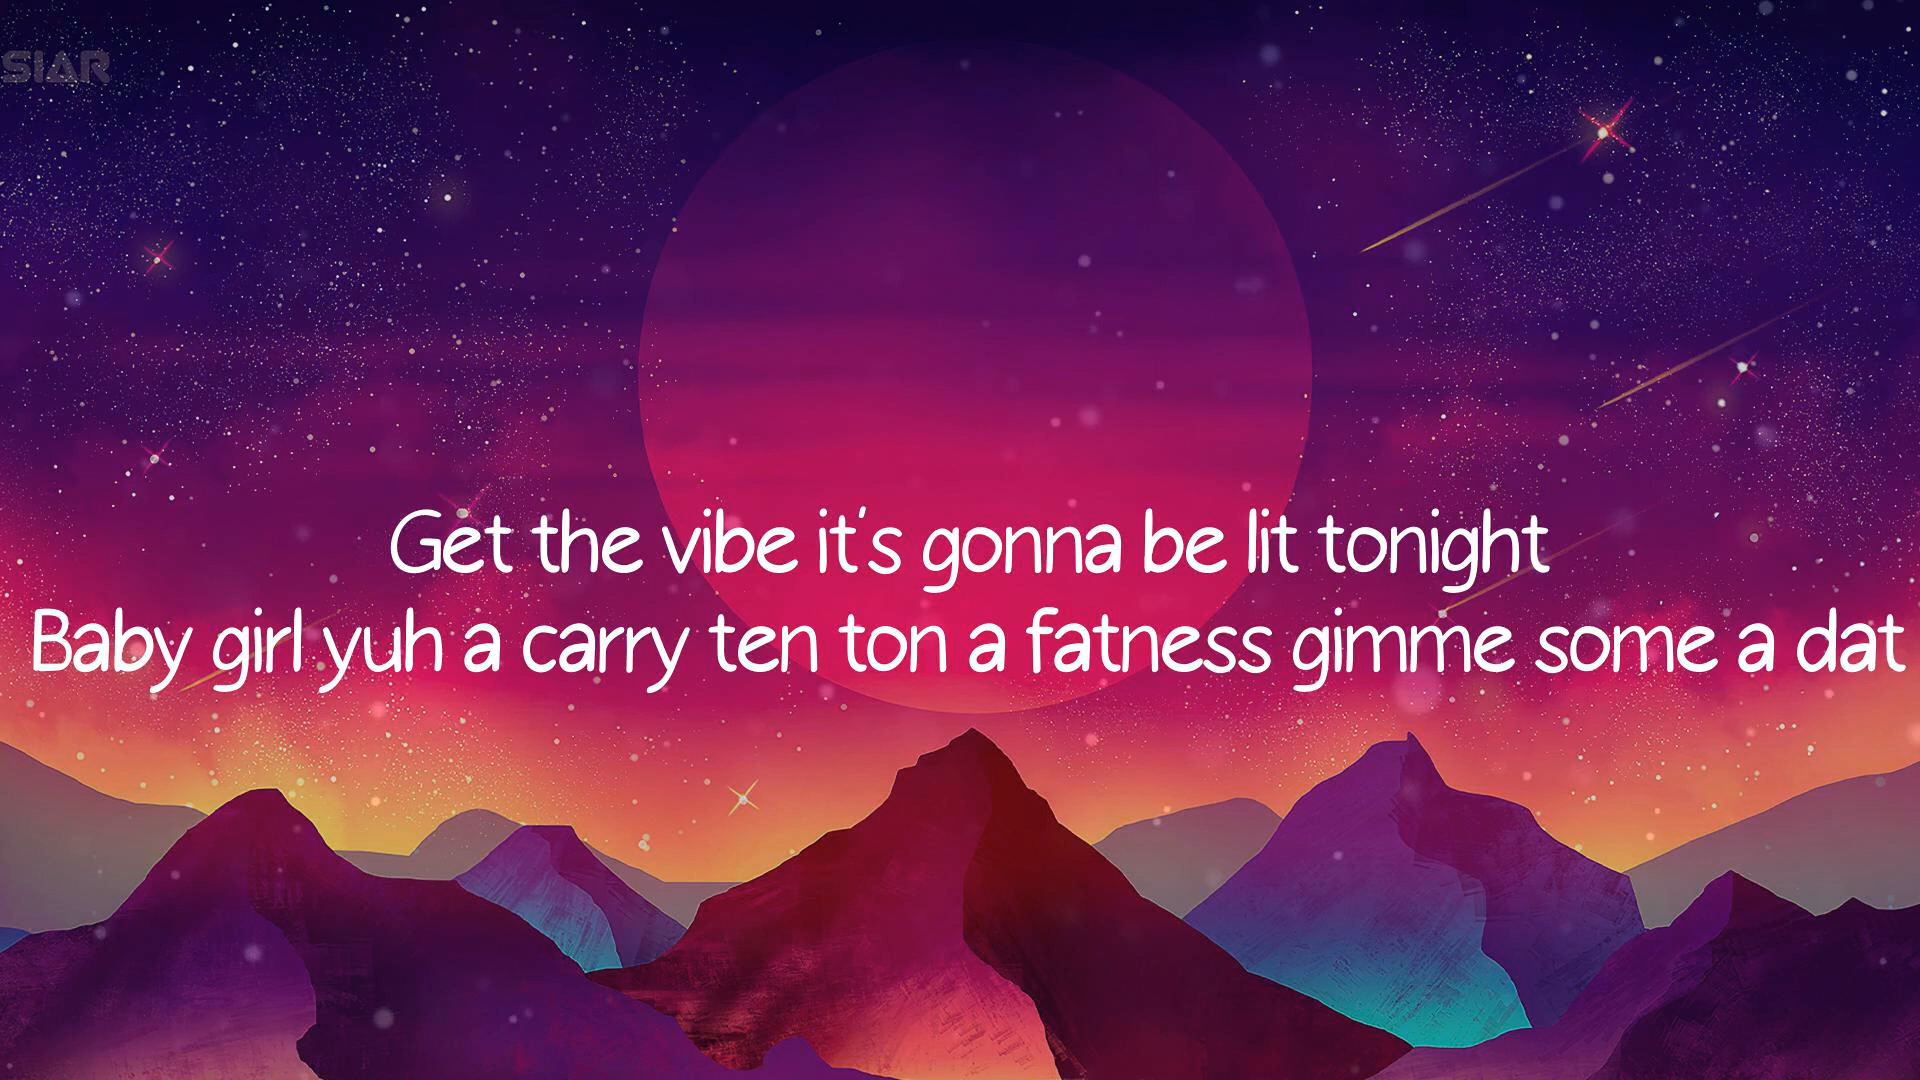 SIAR
Get the vibe it's gonna be lit tonight
Baby girl yuh a carry ten ton a fatness gimme some a dat